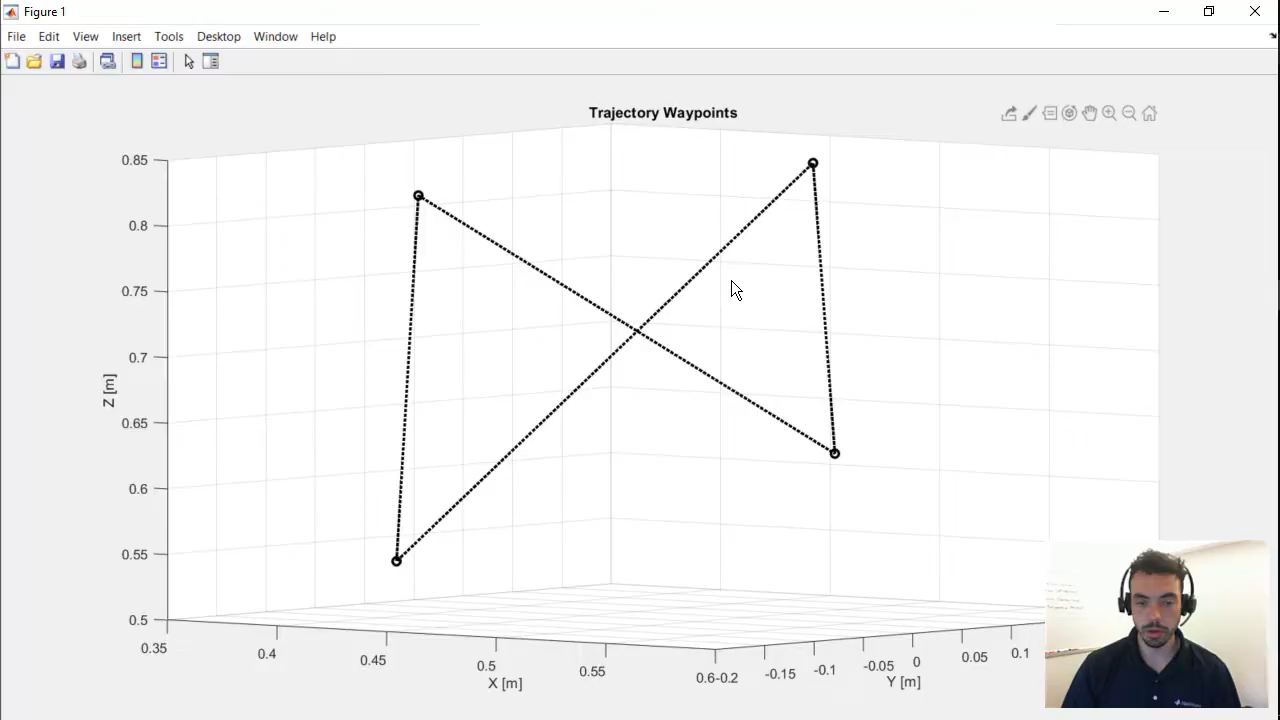 Figure 1
File Edit View Insert Tools Desktop Window Help
Trajectory Waypoints
0.85
0.8
0.75
0.7
0.65
0.6
0.55
0.5
Z [m]
0.35 0.4 0.45 0.5 0.55 0.6
X [m]
-0.2 -0.15 -0.1 -0.05 0 0.05 0.1
Y [m]